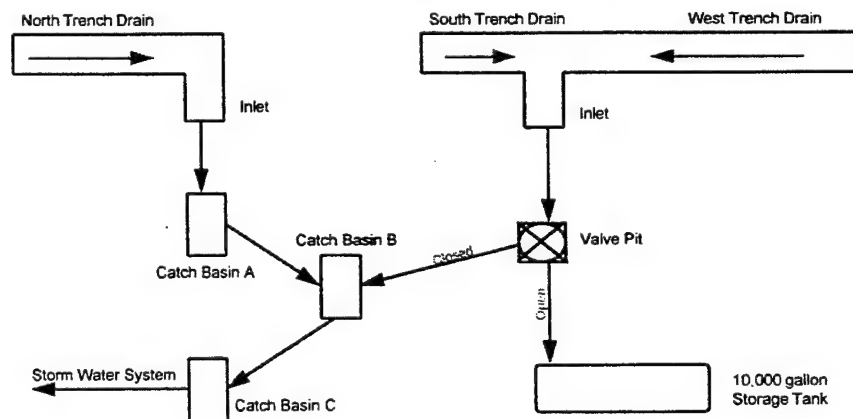 North Trench Drain
South Trench Drain
West Trench Drain
Inlet
Inlet
Catch Basin A
Catch Basin B
Closed
Valve Pit
Open
Storm Water System
Catch Basin C
10,000 gallon
Storage Tank